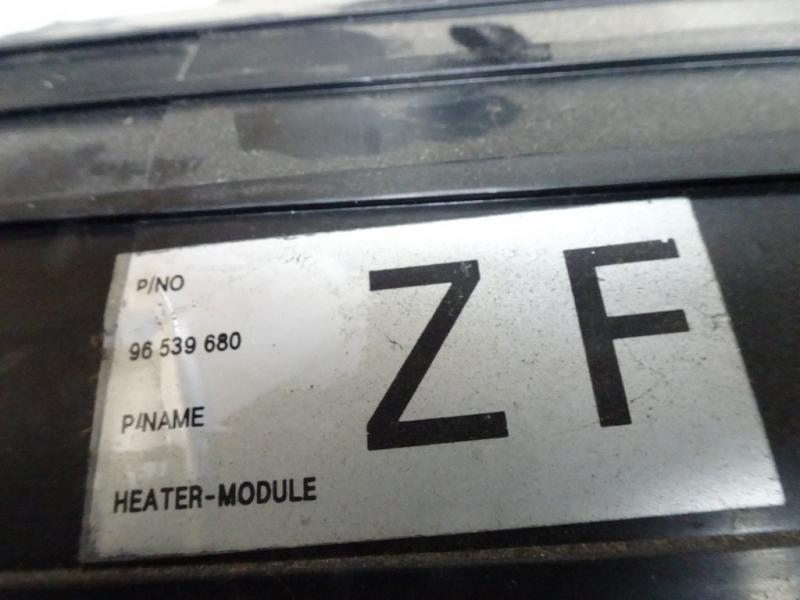 P/NO
96 539 680
P/NAME
HEATER-MODULE
ZF